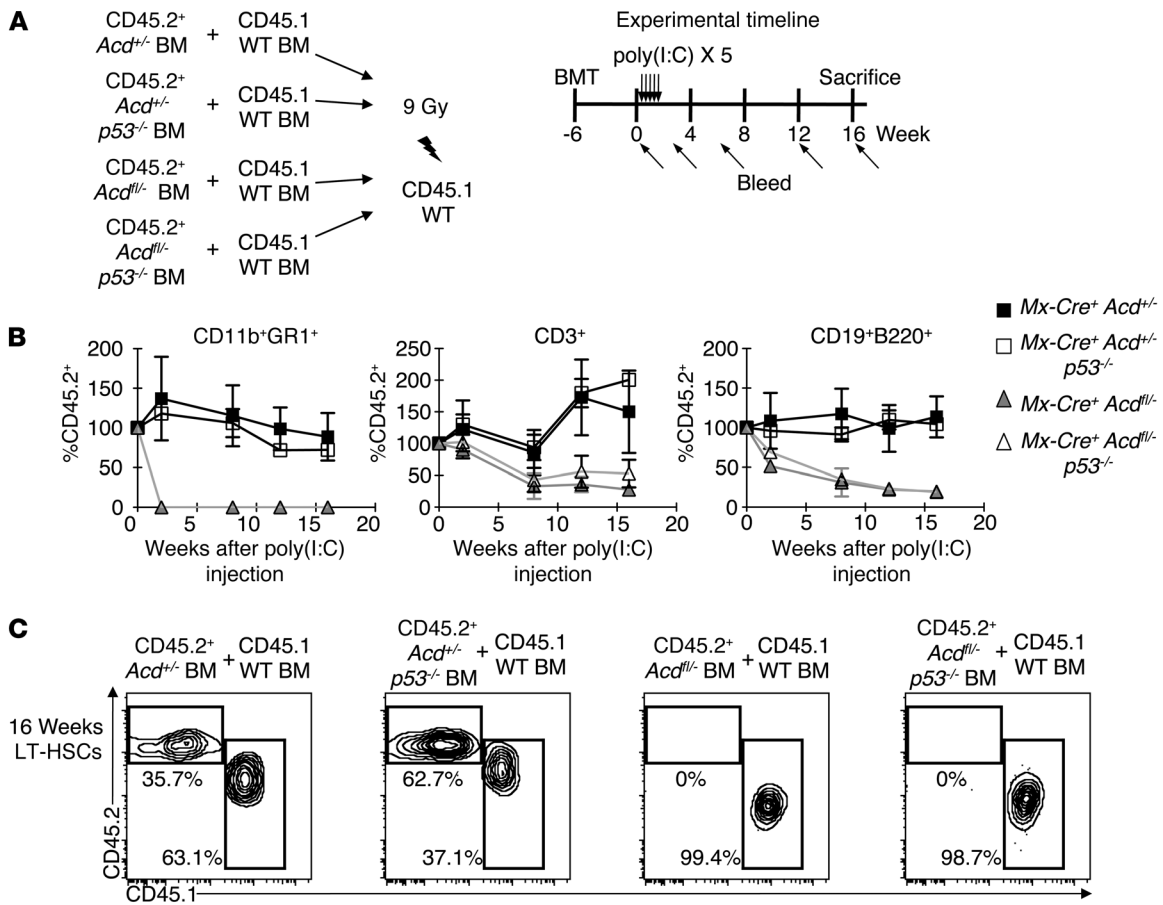 A
CD45.2⁺
Acd⁺/⁻ BM
+
CD45.1
WT BM
CD45.2⁺
Acd⁺/⁻
p53⁻/⁻ BM
+
CD45.1
WT BM
CD45.2⁺
Acdᶠˡ/⁻ BM
+
CD45.1
WT BM
CD45.2⁺
Acdᶠˡ/⁻
p53⁻/⁻ BM
+
CD45.1
WT BM
9 Gy
CD45.1
WT
Experimental timeline
poly(I:C) X 5
BMT
Sacrifice
-6 0 4 8 12 16 Week
Bleed
B
CD11b⁺GR1⁺
%CD45.2⁺
200
150
100
50
0
0 5 10 15 20
Weeks after poly(I:C)
injection
CD3⁺
%CD45.2⁺
250
200
150
100
50
0
0 5 10 15 20
Weeks after poly(I:C)
injection
CD19⁺B220⁺
%CD45.2⁺
200
150
100
50
0
0 5 10 15 20
Weeks after poly(I:C)
injection
Mx-Cre⁺ Acd⁺/⁻
Mx-Cre⁺ Acd⁺/⁻
p53⁻/⁻
Mx-Cre⁺ Acdᶠˡ/⁻
Mx-Cre⁺ Acdᶠˡ/⁻
p53⁻/⁻
C
CD45.2⁺
Acd⁺/⁻ BM
+
CD45.1
WT BM
CD45.2⁺
Acd⁺/⁻
p53⁻/⁻ BM
+
CD45.1
WT BM
CD45.2⁺
Acdᶠˡ/⁻ BM
+
CD45.1
WT BM
CD45.2⁺
Acdᶠˡ/⁻
p53⁻/⁻ BM
+
CD45.1
WT BM
16 Weeks
LT-HSCs
35.7%
63.1%
62.7%
37.1%
0%
99.4%
0%
98.7%
CD45.2
CD45.1